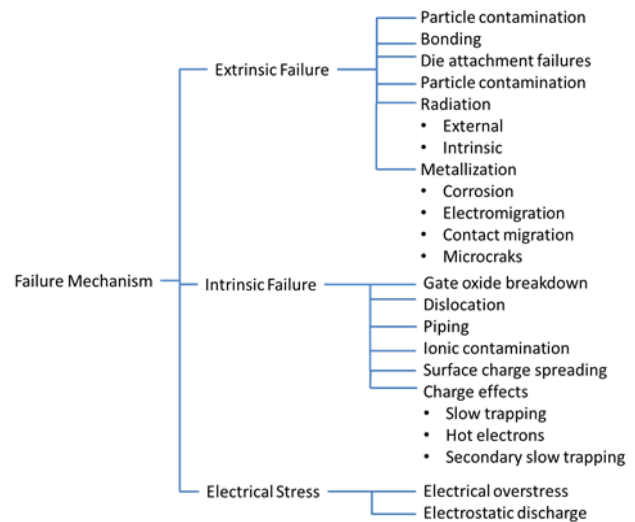 Particle contamination
Bonding
Die attachment failures
Extrinsic Failure
Particle contamination
Radiation
• External
• Intrinsic
Metallization
• Corrosion
• Electromigration
• Contact migration
• Microcraks
Failure Mechanism
Intrinsic Failure
Gate oxide breakdown
Dislocation
Piping
Ionic contamination
Surface charge spreading
Charge effects
• Slow trapping
• Hot electrons
• Secondary slow trapping
Electrical Stress
Electrical overstress
Electrostatic discharge